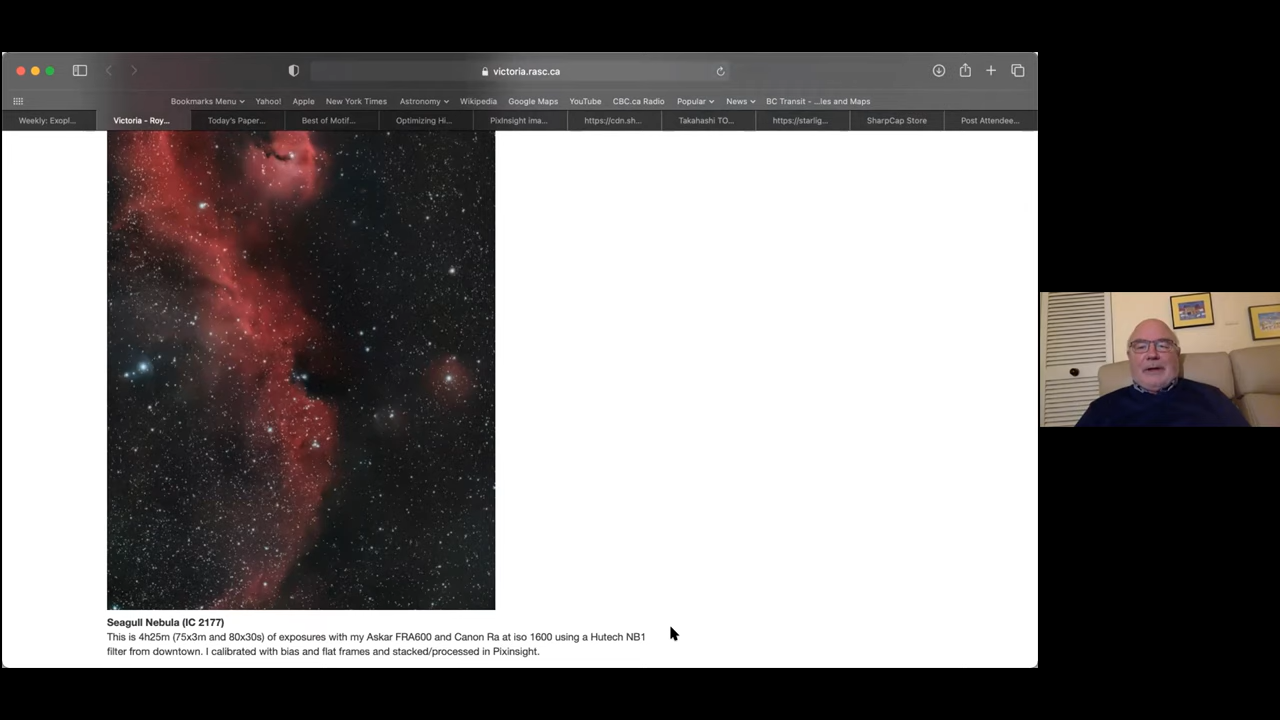 victoria.rasc.ca
Bookmarks Menu Yahoo! Apple New York Times Astronomy Wikipedia Google Maps YouTube CBC.ca Radio Popular News BC Transit - ...les and Maps
Weekly: Exopl... Victoria - Roy... Today's Paper... Best of Motif... Optimizing Hi... PixInsight ima... https://cdn.sh... Takahashi TO... https://starlig... SharpCap Store Post Attendee...
Seagull Nebula (IC 2177)
This is 4h25m (75x3m and 80x30s) of exposures with my Askar FRA600 and Canon Ra at iso 1600 using a Hutech NB1
filter from downtown. I calibrated with bias and flat frames and stacked/processed in Pixinsight.